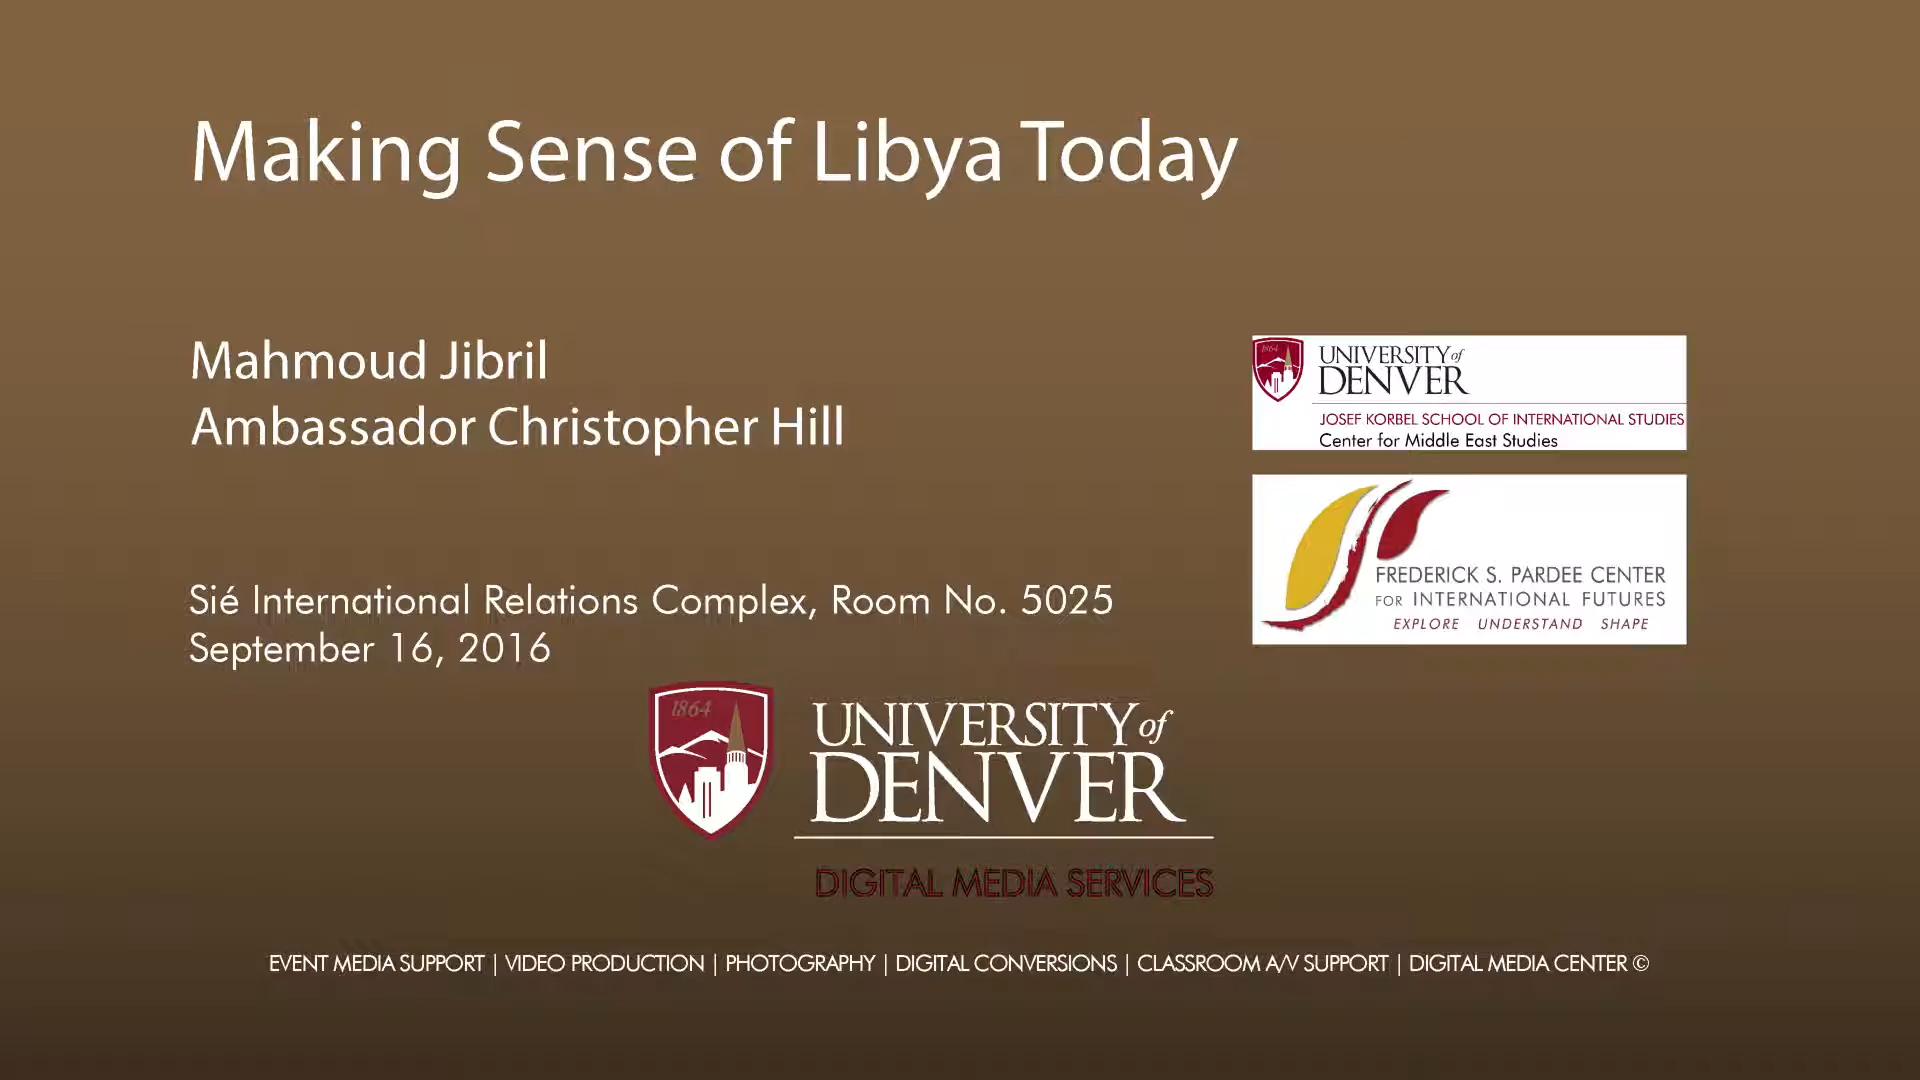 Making Sense of Libya Today
Mahmoud Jibril
Ambassador Christopher Hill
1864
UNIVERSITY of
DENVER
JOSEF KORBEL SCHOOL OF INTERNATIONAL STUDIES
Center for Middle East Studies
FREDERICK S. PARDEE CENTER
FOR INTERNATIONAL FUTURES
EXPLORE UNDERSTAND SHAPE
Sié International Relations Complex, Room No. 5025
September 16, 2016
1864
UNIVERSITY of
DENVER
DIGITAL MEDIA SERVICES
EVENT MEDIA SUPPORT | VIDEO PRODUCTION | PHOTOGRAPHY | DIGITAL CONVERSIONS | CLASSROOM A/V SUPPORT | DIGITAL MEDIA CENTER ©